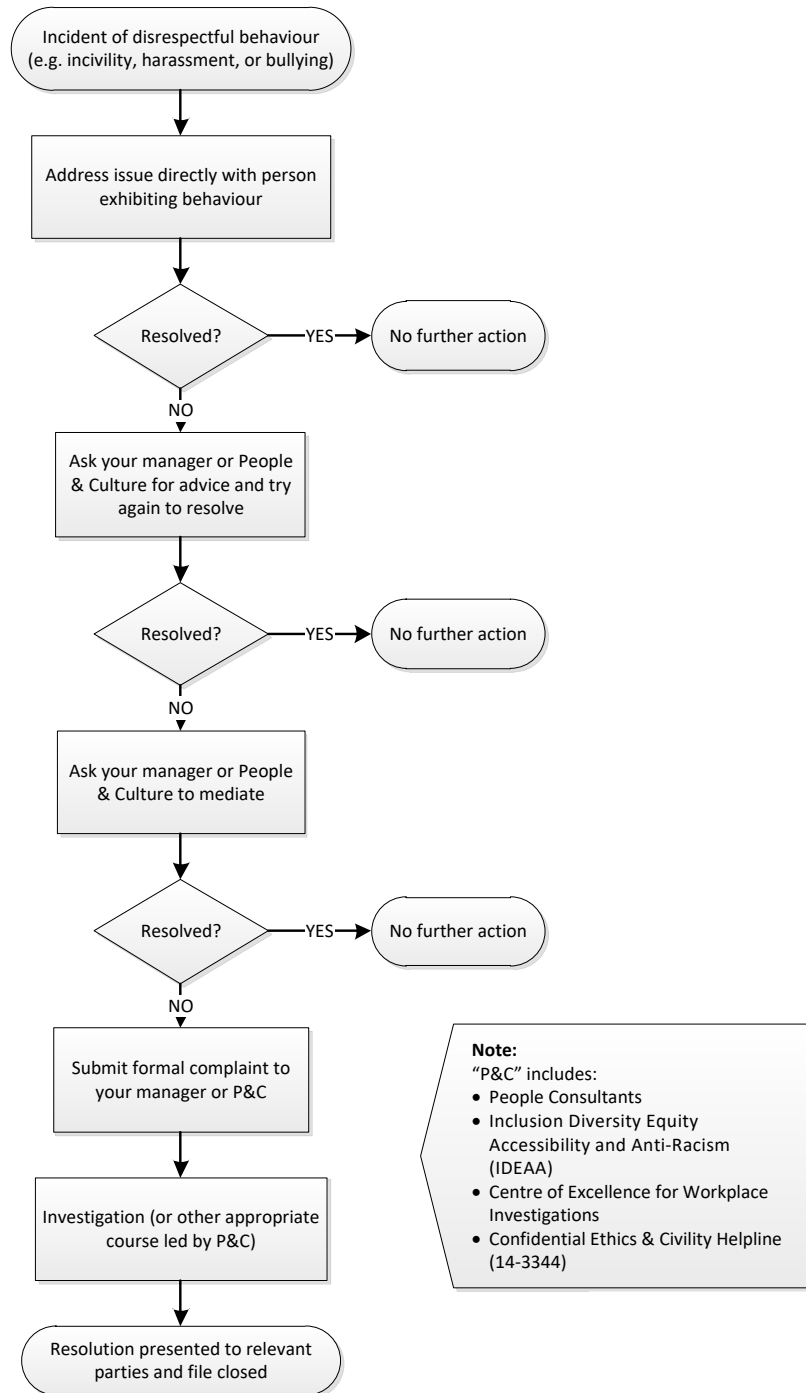 Incident of disrespectful behaviour
(e.g. incivility, harassment, or bullying)
Address issue directly with person
exhibiting behaviour
Resolved?
YES
No further action
NO
Ask your manager or People
& Culture for advice and try
again to resolve
Resolved?
YES
No further action
NO
Ask your manager or People
& Culture to mediate
Resolved?
YES
No further action
NO
Submit formal complaint to
your manager or P&C
Investigation (or other appropriate
course led by P&C)
Resolution presented to relevant
parties and file closed
Note:
“P&C” includes:
• People Consultants
• Inclusion Diversity Equity
Accessibility and Anti-Racism
(IDEAA)
• Centre of Excellence for Workplace
Investigations
• Confidential Ethics & Civility Helpline
(14-3344)